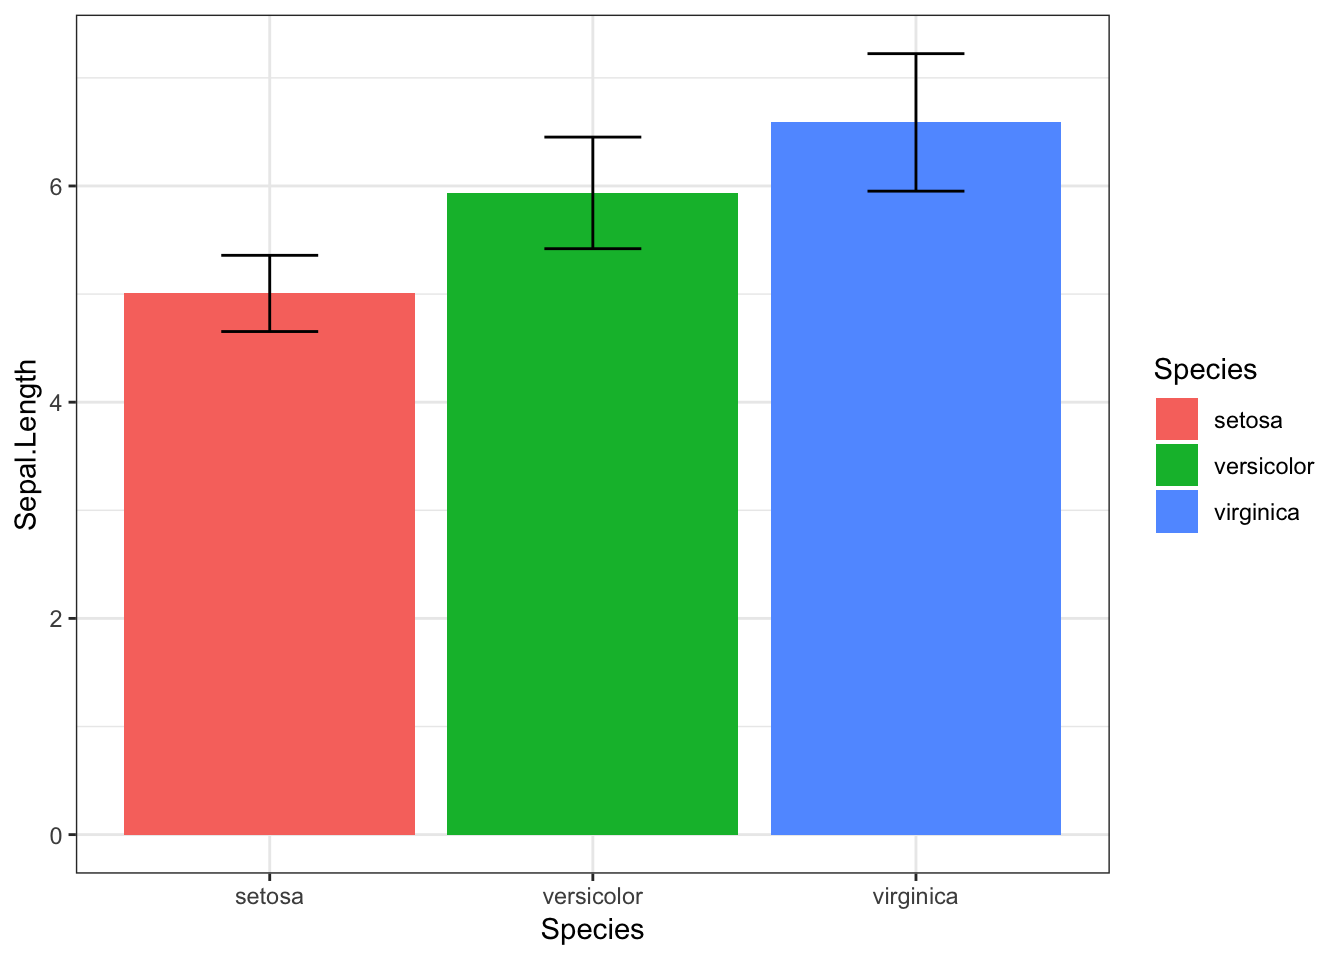 Sepal.Length
6
4
2
0
setosa
versicolor
virginica
Species
Species
setosa
versicolor
virginica